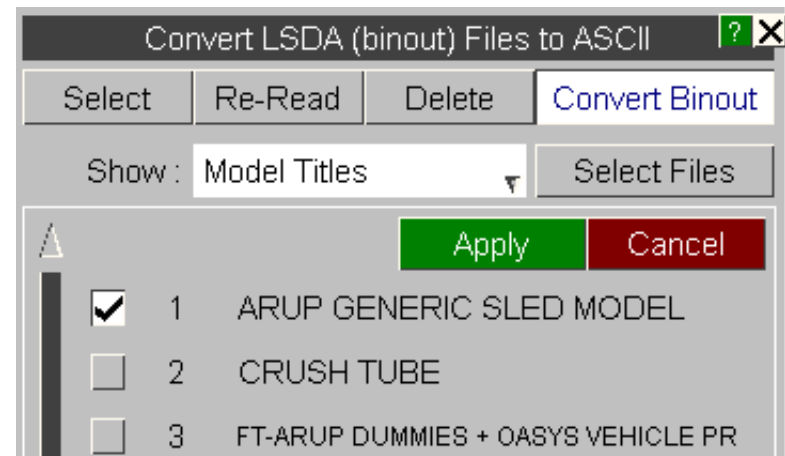 Convert LSDA (binout) Files to ASCII ? X
Select Re-Read Delete Convert Binout
Show : Model Titles Select Files
Apply Cancel
1 ARUP GENERIC SLED MODEL
2 CRUSH TUBE
3 FT-ARUP DUMMIES + OASYS VEHICLE PR